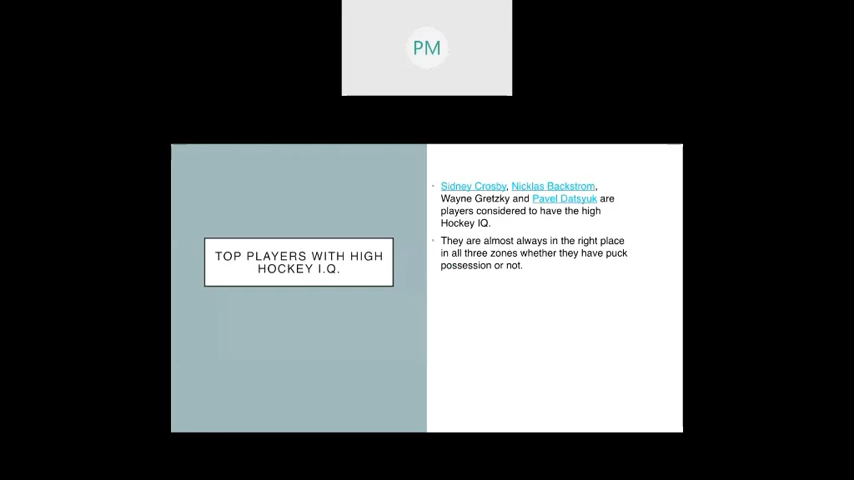 PM
TOP PLAYERS WITH HIGH
HOCKEY I.Q.
Sidney Crosby, Nicklas Backstrom,
Wayne Gretzky and Pavel Datsyuk are
players considered to have the high
Hockey IQ.
They are almost always in the right place
in all three zones whether they have puck
possession or not.